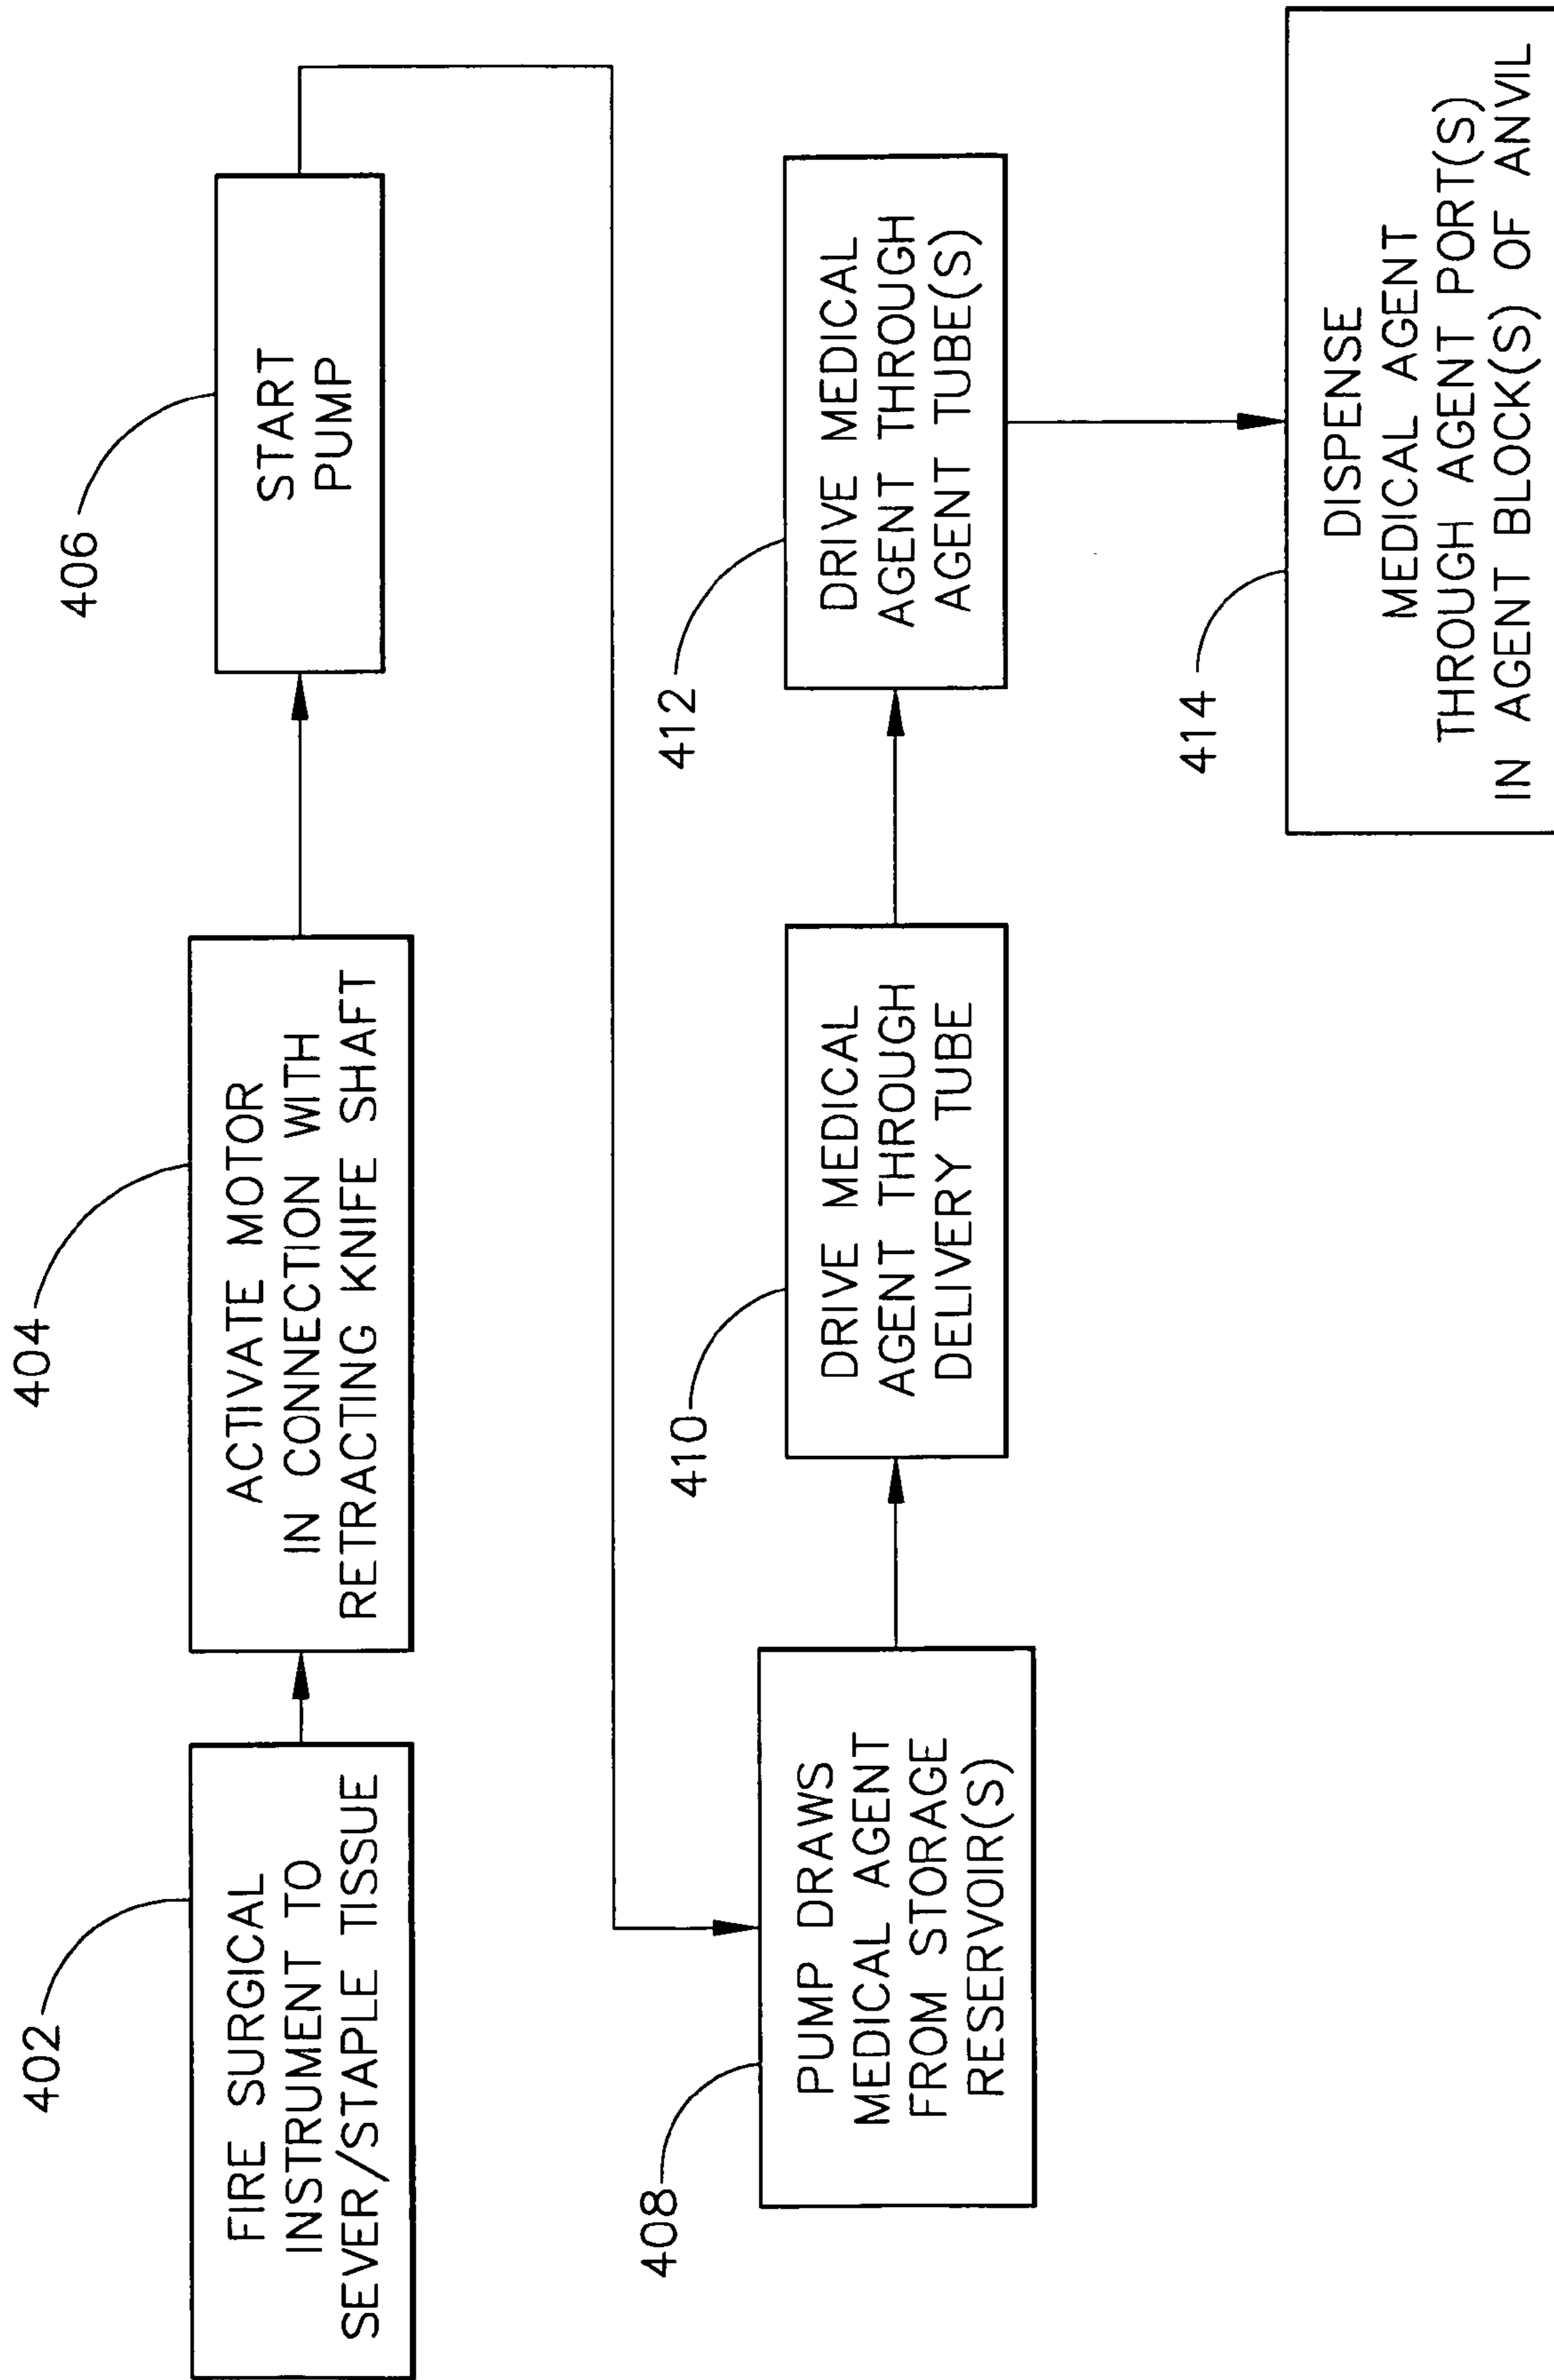 402
FIRE SURGICAL
INSTRUMENT TO
SEVER/STAPLE TISSUE
404
ACTIVATE MOTOR
IN CONNECTION WITH
RETRACTING KNIFE SHAFT
406
START
PUMP
408
PUMP DRAWS
MEDICAL AGENT
FROM STORAGE
RESERVOIR(S)
410
DRIVE MEDICAL
AGENT THROUGH
DELIVERY TUBE
412
DRIVE MEDICAL
AGENT THROUGH
AGENT TUBE(S)
414
DISPENSE
MEDICAL AGENT
THROUGH AGENT PORT(S)
IN AGENT BLOCK(S) OF ANVIL